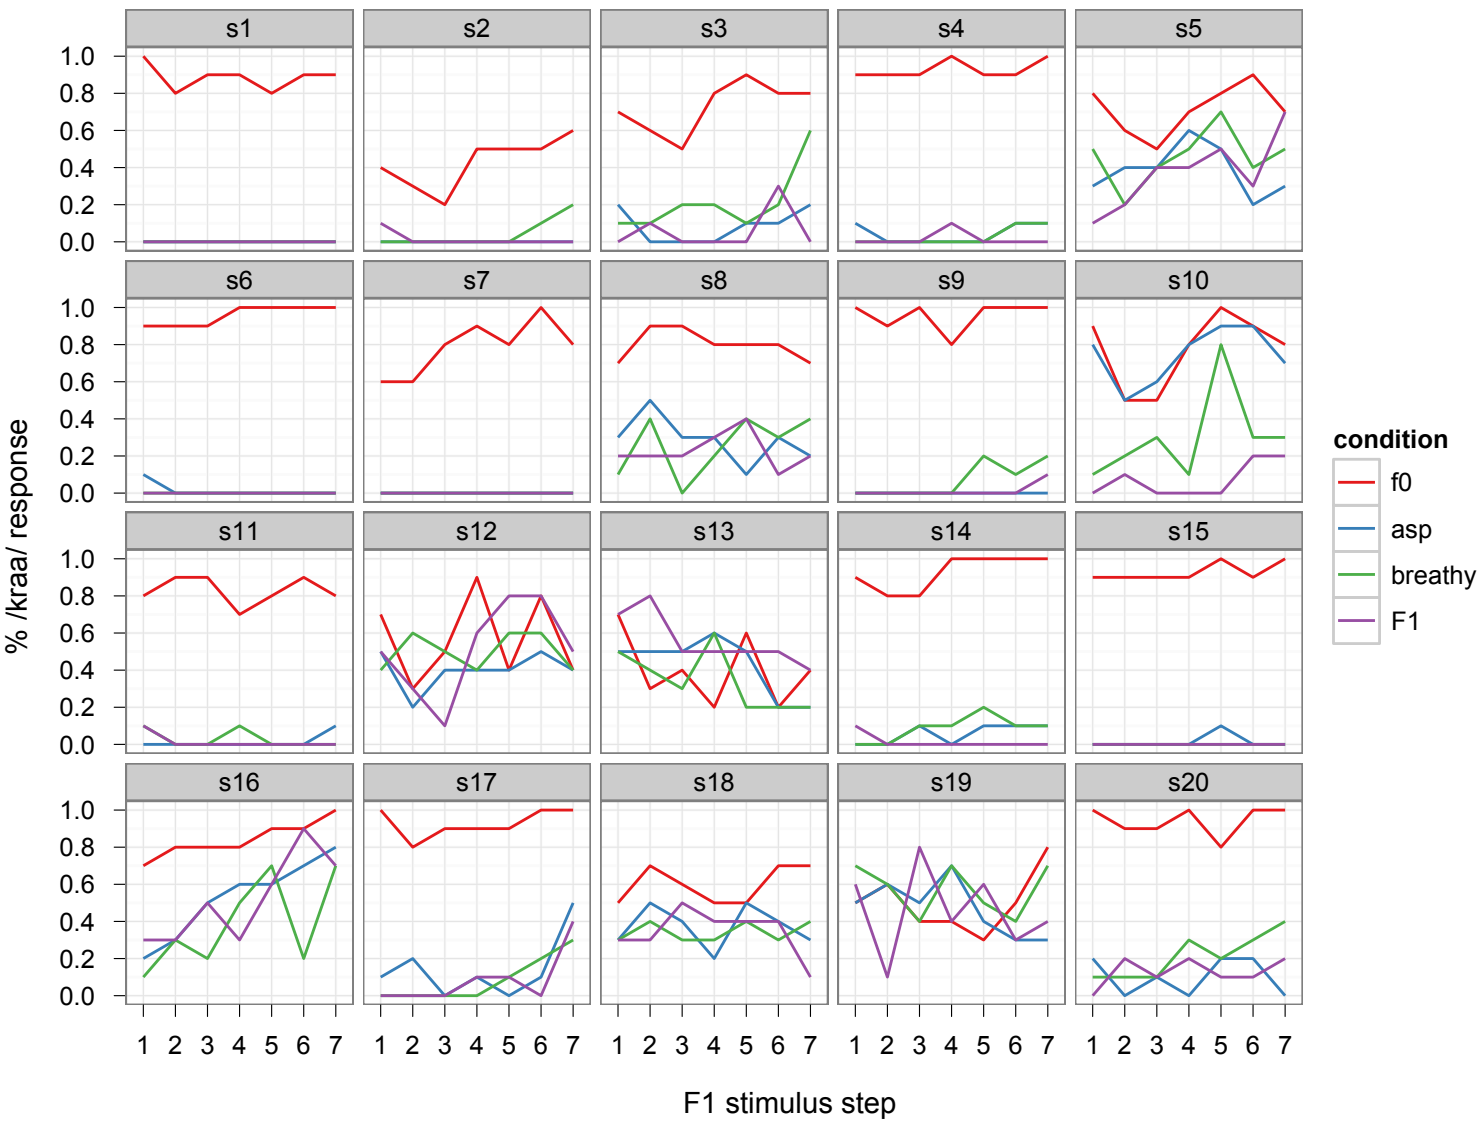 s1 s2 s3 s4 s5
1.0
0.8
0.6
0.4
0.2
0.0
s6 s7 s8 s9 s10
1.0
0.8
0.6
0.4
0.2
0.0
s11 s12 s13 s14 s15
1.0
0.8
0.6
0.4
0.2
0.0
s16 s17 s18 s19 s20
1.0
0.8
0.6
0.4
0.2
0.0
1 2 3 4 5 6 7 1 2 3 4 5 6 7 1 2 3 4 5 6 7 1 2 3 4 5 6 7 1 2 3 4 5 6 7
F1 stimulus step
% /kraa/ response
condition
f0
asp
breathy
F1